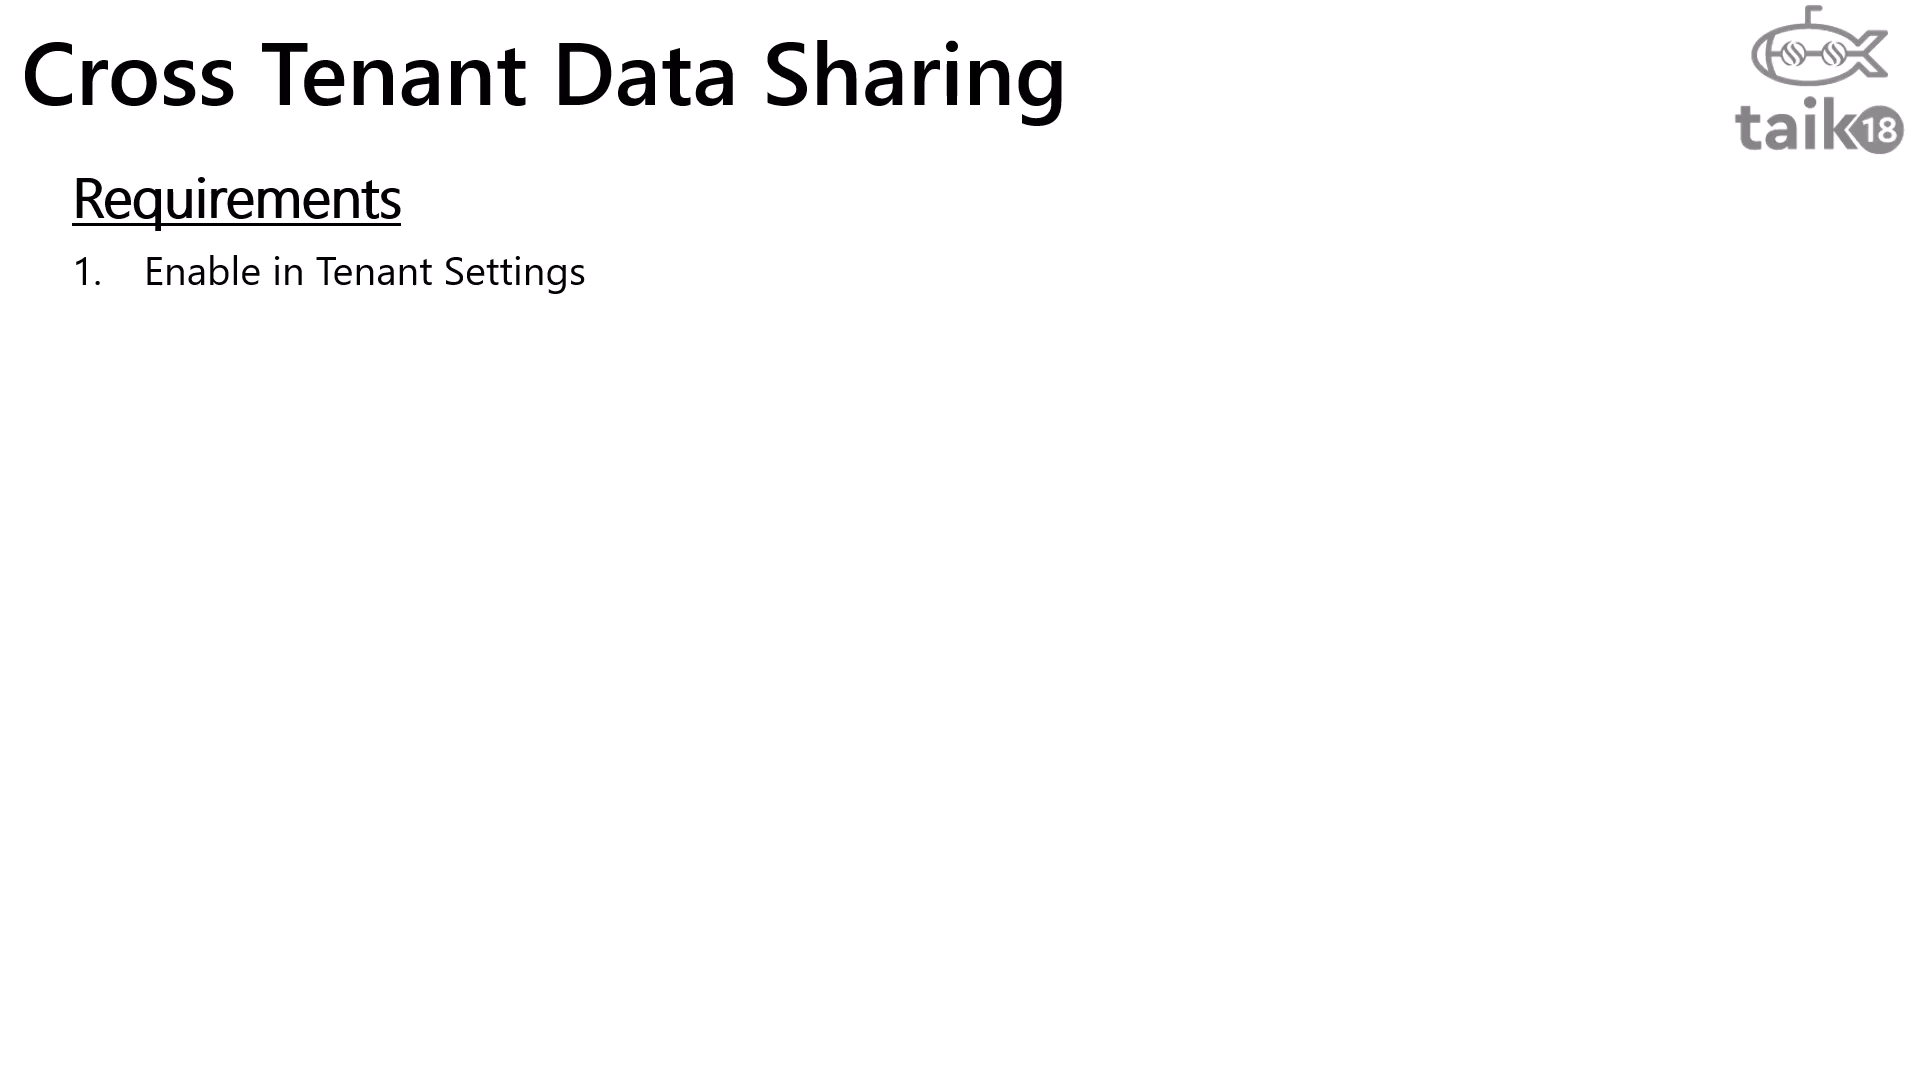 Cross Tenant Data Sharing
taik18
Requirements
1. Enable in Tenant Settings